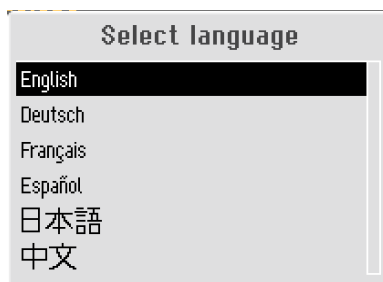 Select language
English
Deutsch
Français
Español
日本語
中文